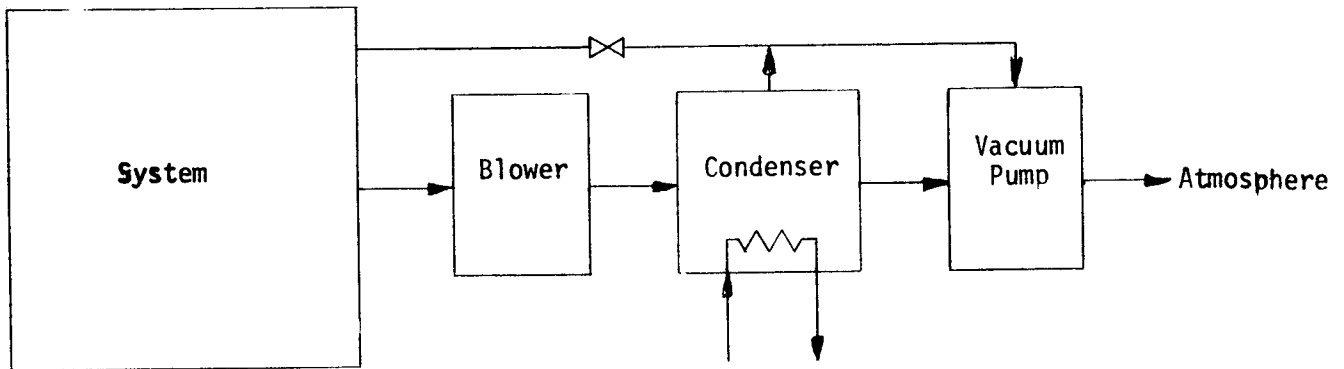 System
Blower
Condenser
Vacuum
Pump
Atmosphere